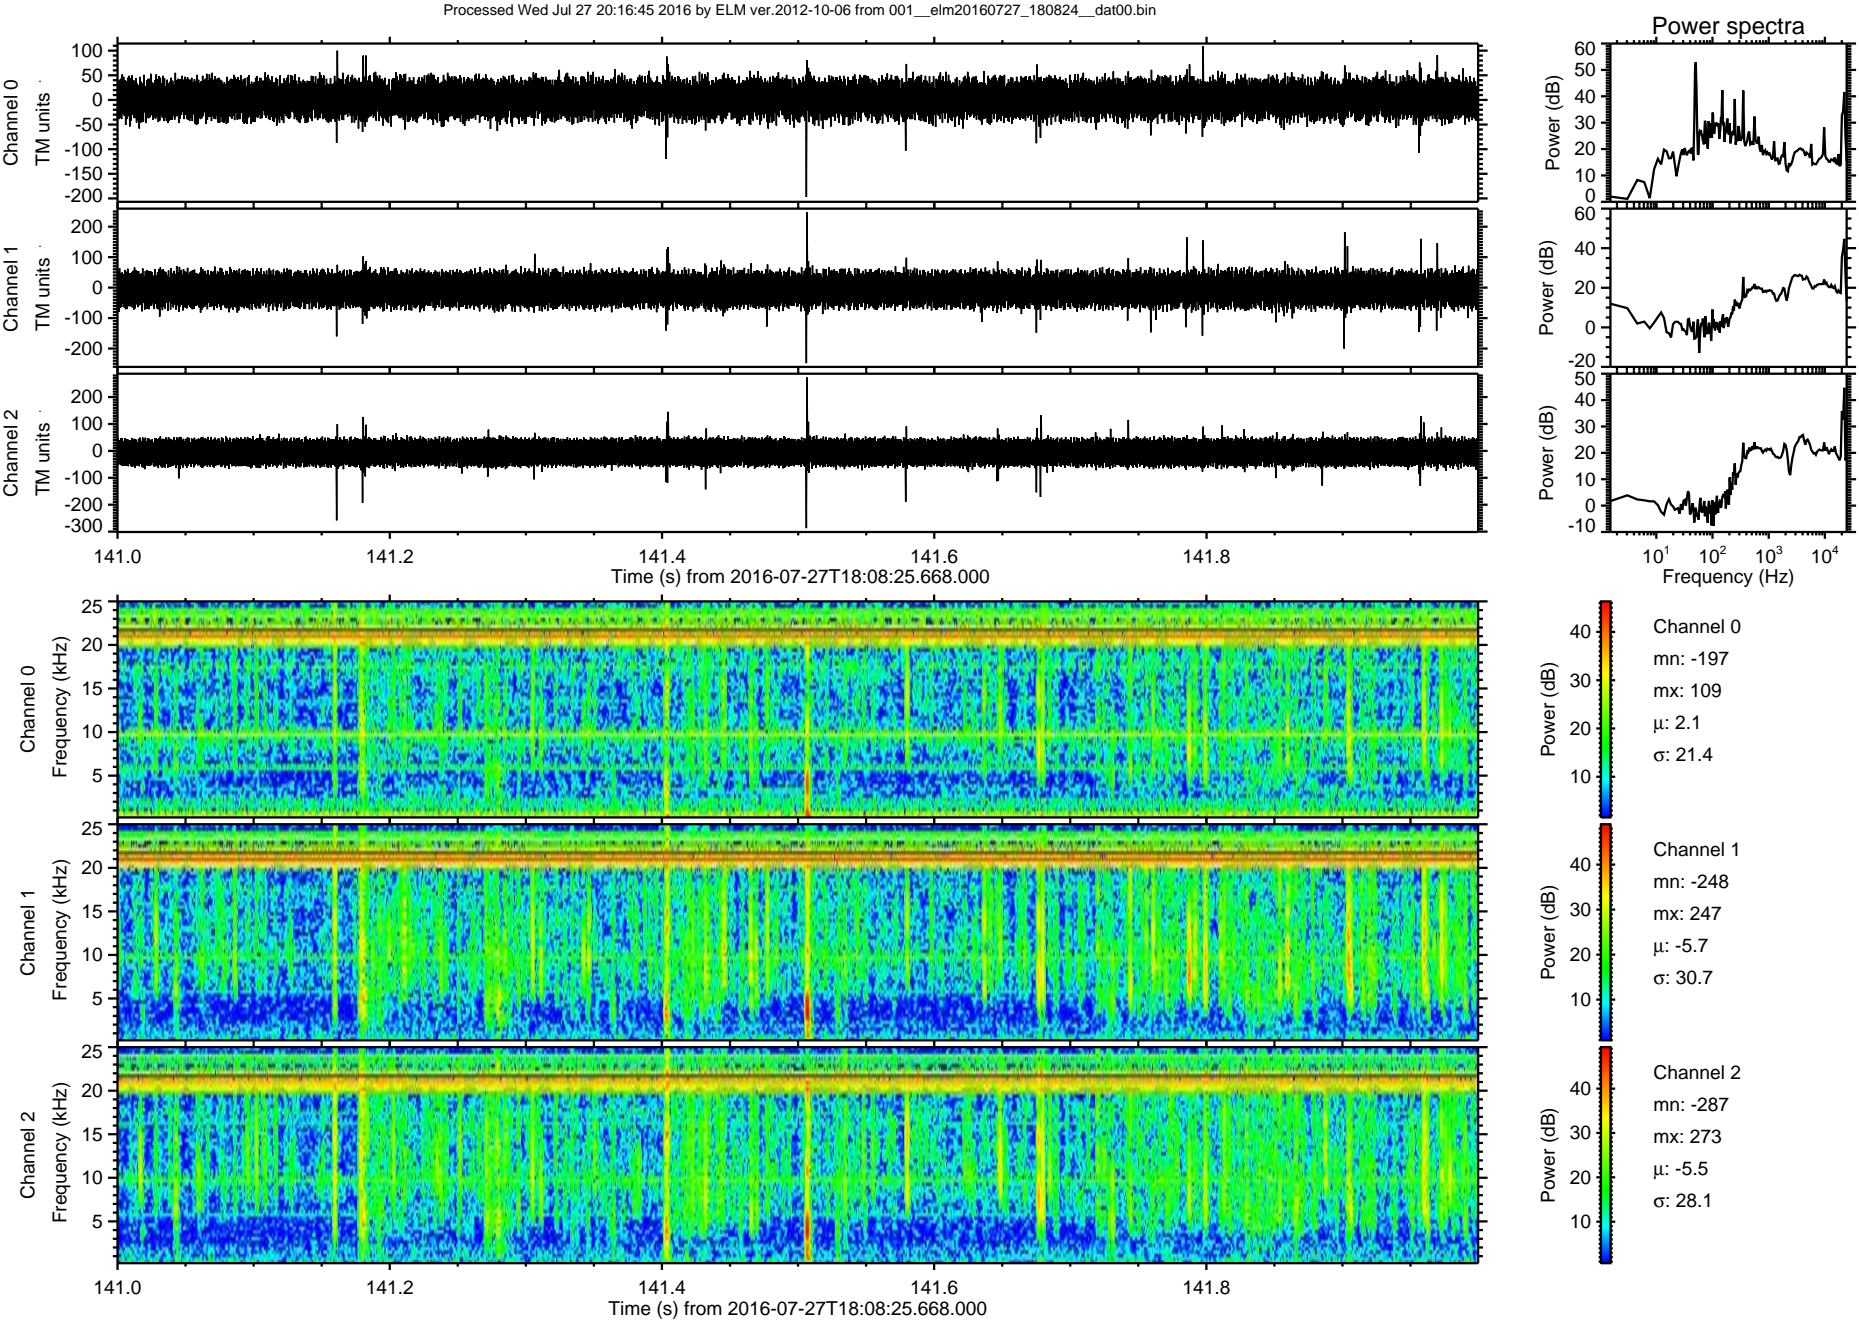 Processed Wed Jul 27 20:16:45 2016 by ELM ver.2012-10-06 from 001__elm20160727_180824__dat00.bin
Power spectra
Channel 0
TM units
100
50
0
-50
-100
-150
-200
Power (dB)
60
50
40
30
20
10
0
Channel 1
TM units
200
100
0
-100
-200
Power (dB)
60
40
20
0
-20
Channel 2
TM units
200
100
0
-100
-200
-300
Power (dB)
50
40
30
20
10
0
-10
141.0 141.2 141.4 141.6 141.8
Time (s) from 2016-07-27T18:08:25.668.000
10¹ 10² 10³ 10⁴
Frequency (Hz)
Channel 0
Frequency (kHz)
25
20
15
10
5
Power (dB)
40
30
20
10
Channel 0
mn: -197
mx: 109
µ: 2.1
σ: 21.4
Channel 1
Frequency (kHz)
25
20
15
10
5
Power (dB)
40
30
20
10
Channel 1
mn: -248
mx: 247
µ: -5.7
σ: 30.7
Channel 2
Frequency (kHz)
25
20
15
10
5
Power (dB)
40
30
20
10
Channel 2
mn: -287
mx: 273
µ: -5.5
σ: 28.1
141.0 141.2 141.4 141.6 141.8
Time (s) from 2016-07-27T18:08:25.668.000